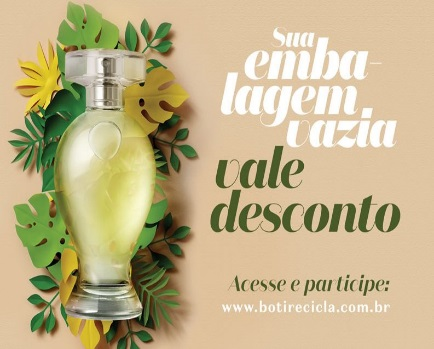 Sua
emba-
lagem
vazia
vale
desconto
Acesse e participe:
www.botirecicla.com.br